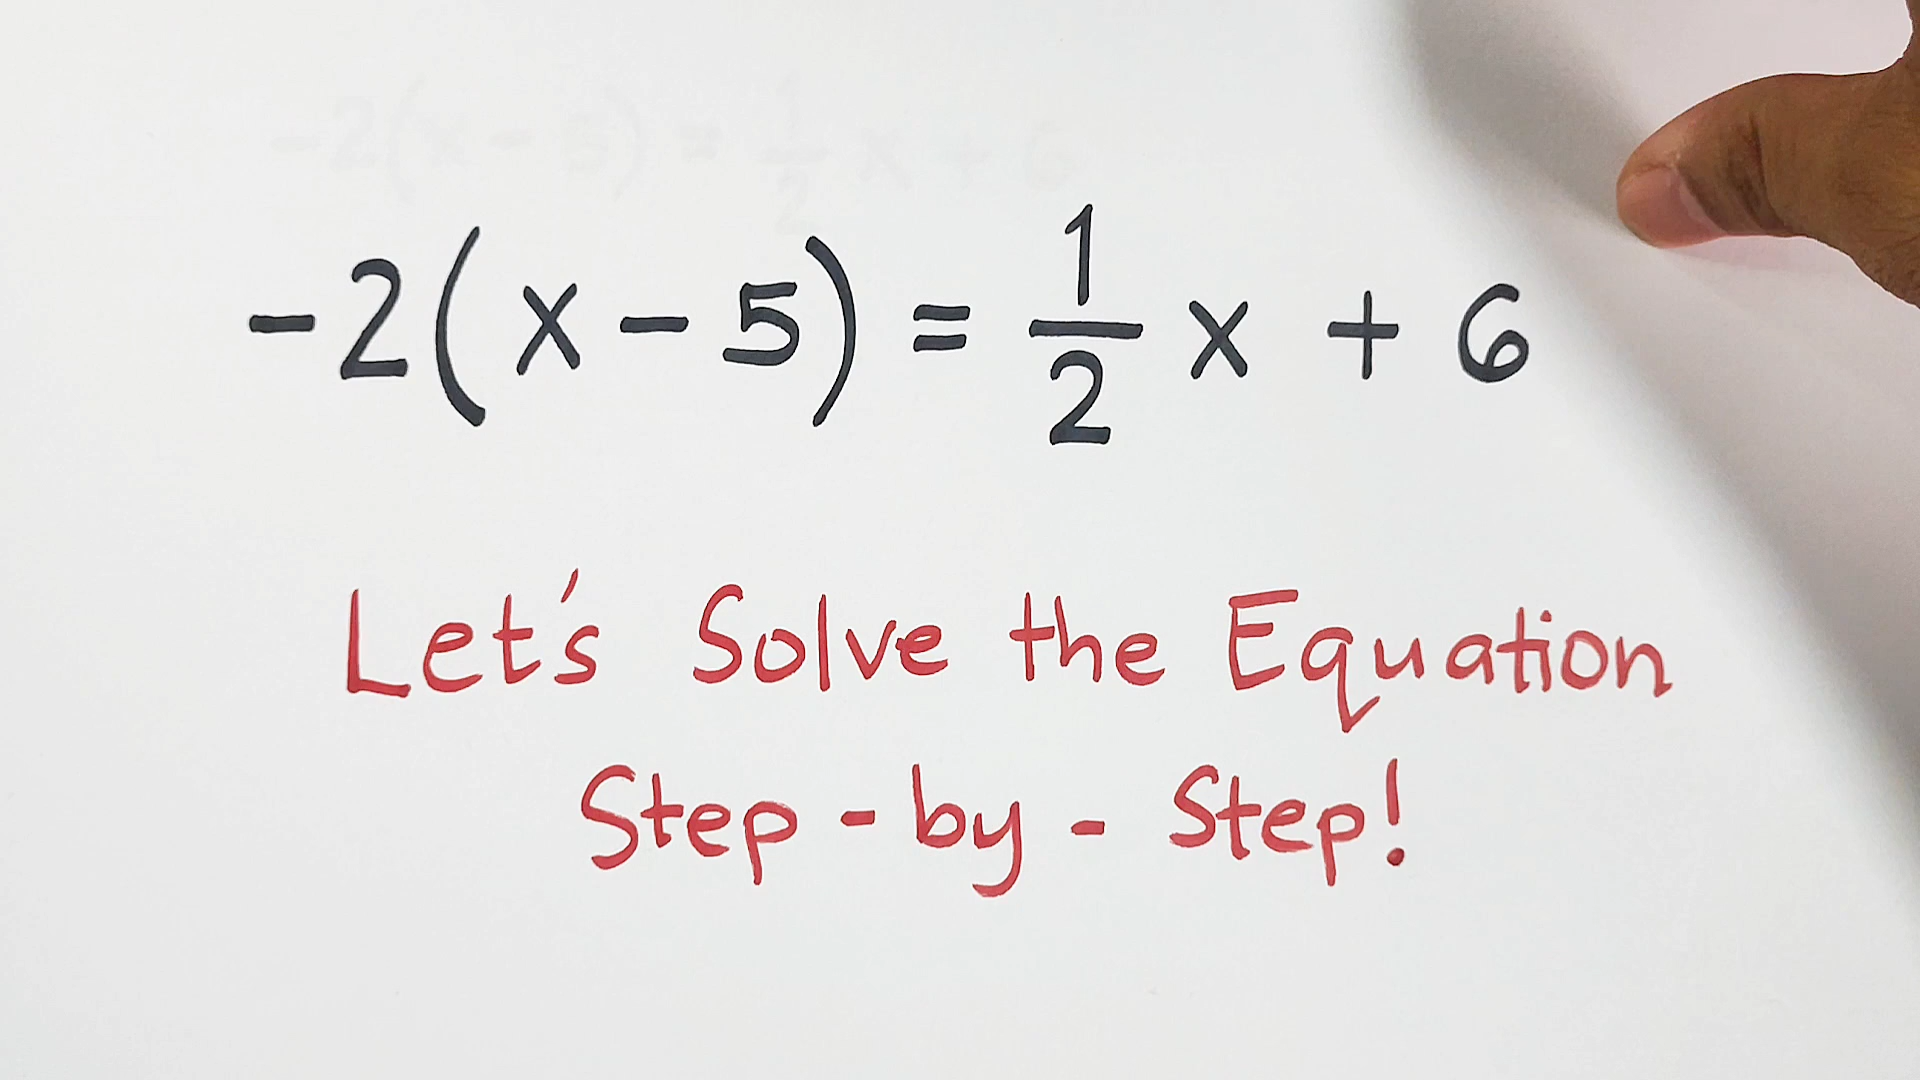 -2(x-5) = 1/2 x + 6
Let's Solve the Equation
Step-by-Step!